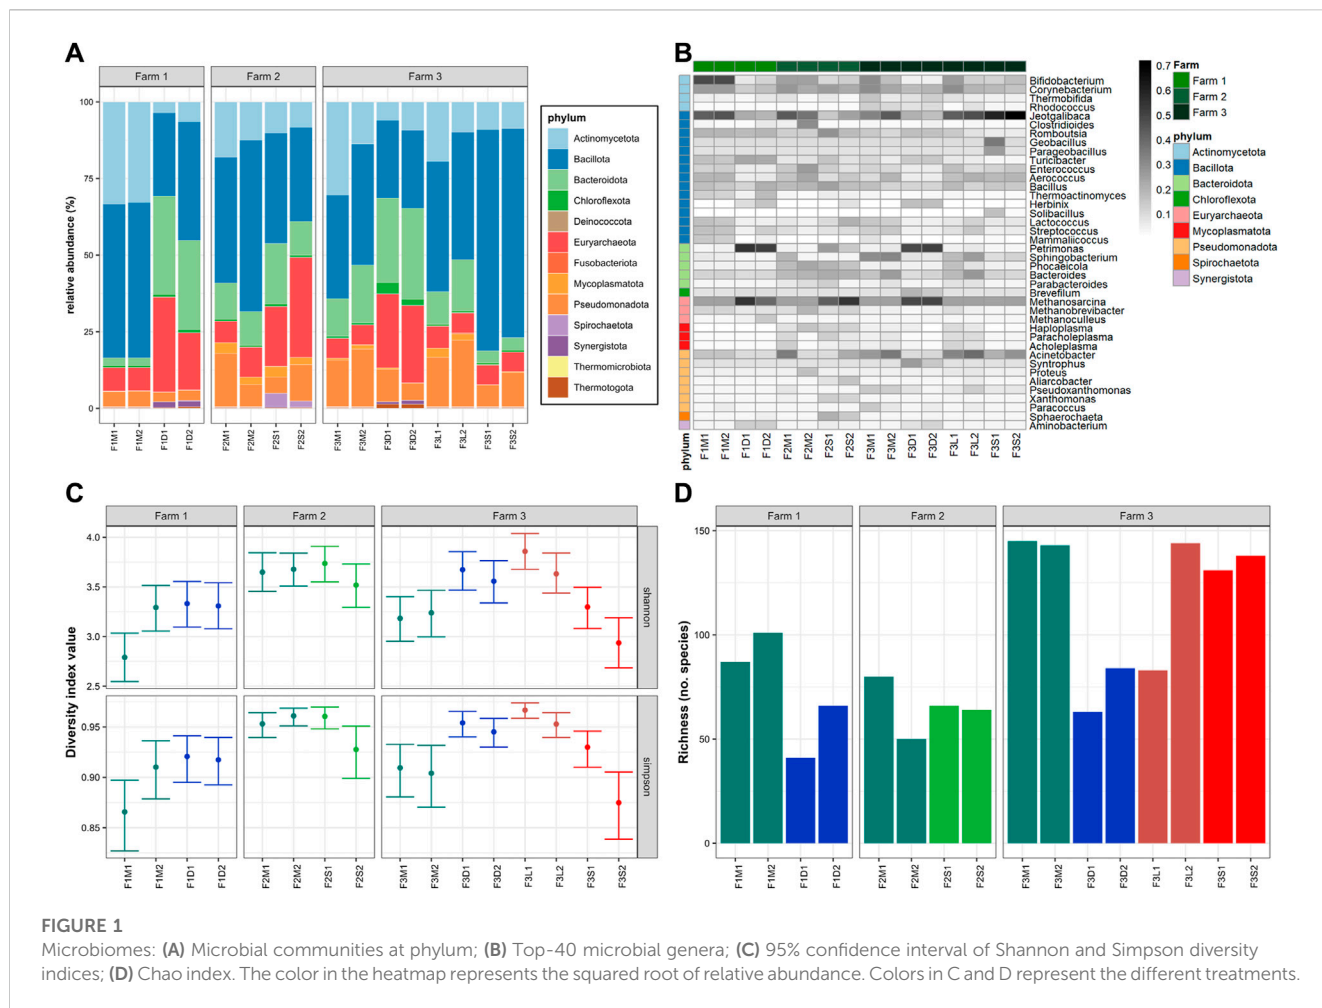 A
Farm 1
Farm 2
Farm 3
100
75
50
25
0
relative abundance (%)
F1M1
F1M2
F1D1
F1D2
F2M1
F2M2
F2S1
F2S2
F3M1
F3M2
F3D1
F3D2
F3L1
F3L2
F3S1
F3S2
phylum
Actinomycetota
Bacillota
Bacteroidota
Chloroflexota
Deinococcota
Euryarchaeota
Fusobacteriota
Mycoplasmatota
Pseudomonadota
Spirochaetota
Synergistota
Thermomicrobiota
Thermotogota
B
Bifidobacterium
Corynebacterium
Thermobifida
Rhodococcus
Jeotgalibaca
Clostridioides
Romboutsia
Geobacillus
Parageobacillus
Turicibacter
Enterococcus
Aerococcus
Bacillus
Thermoactinomyces
Herbinix
Solibacillus
Lactococcus
Streptococcus
Mammaliicoccus
Petrimonas
Sphingobacterium
Phocaeicola
Bacteroides
Parabacteroides
Brevefilum
Methanosarcina
Methanobrevibacter
Methanoculleus
Haploplasma
Paracholeplasma
Acholeplasma
Acinetobacter
Syntrophus
Proteus
Aliarcobacter
Pseudoxanthomonas
Xanthomonas
Paracoccus
Sphaerochaeta
Aminobacterium
phylum
F1M1
F1M2
F1D1
F1D2
F2M1
F2M2
F2S1
F2S2
F3M1
F3M2
F3D1
F3D2
F3L1
F3L2
F3S1
F3S2
0.7
0.6
0.5
0.4
0.3
0.2
0.1
Farm
Farm 1
Farm 2
Farm 3
phylum
Actinomycetota
Bacillota
Bacteroidota
Chloroflexota
Euryarchaeota
Mycoplasmatota
Pseudomonadota
Spirochaetota
Synergistota
C
Farm 1
Farm 2
Farm 3
4.0
3.5
3.0
2.5
shannon
0.95
0.90
0.85
simpson
Diversity index value
F1M1
F1M2
F1D1
F1D2
F2M1
F2M2
F2S1
F2S2
F3M1
F3M2
F3D1
F3D2
F3L1
F3L2
F3S1
F3S2
D
Farm 1
Farm 2
Farm 3
150
100
50
0
Richness (no. species)
F1M1
F1M2
F1D1
F1D2
F2M1
F2M2
F2S1
F2S2
F3M1
F3M2
F3D1
F3D2
F3L1
F3L2
F3S1
F3S2
FIGURE 1
Microbiomes: (A) Microbial communities at phylum; (B) Top-40 microbial genera; (C) 95% confidence interval of Shannon and Simpson diversity
indices; (D) Chao index. The color in the heatmap represents the squared root of relative abundance. Colors in C and D represent the different treatments.